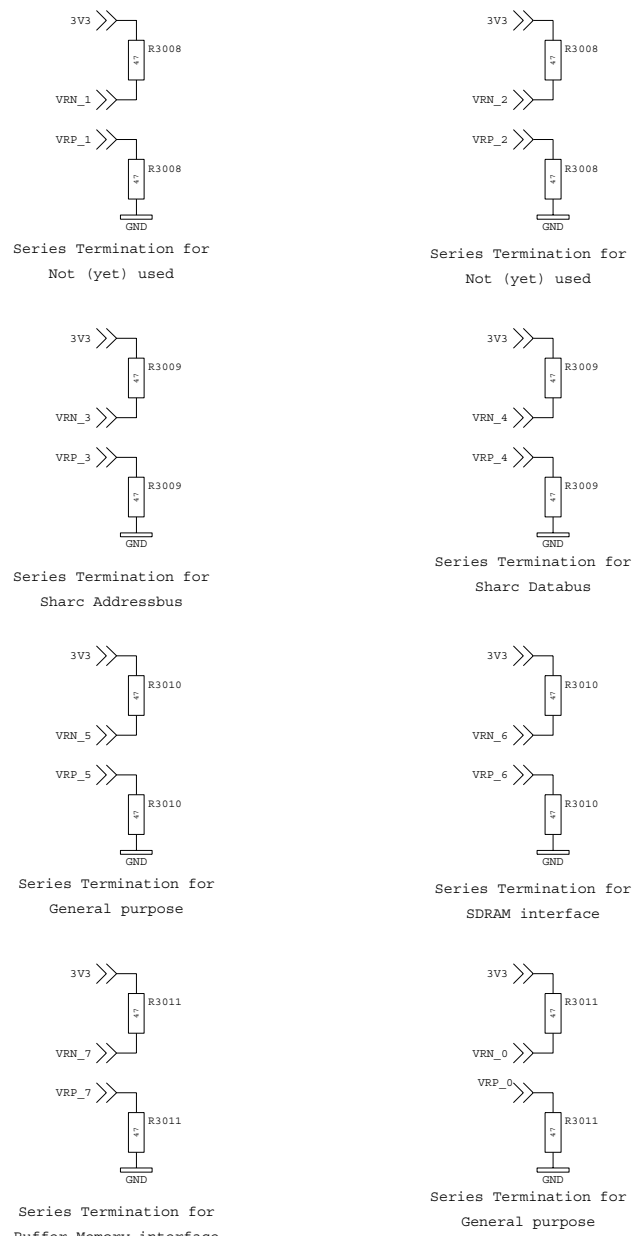 3V3
R3008
47
VRN_1
VRP_1
R3008
47
GND
Series Termination for
Not (yet) used
3V3
R3008
47
VRN_2
VRP_2
R3008
47
GND
Series Termination for
Not (yet) used
3V3
R3009
47
VRN_3
VRP_3
R3009
47
GND
Series Termination for
Sharc Addressbus
3V3
R3009
47
VRN_4
VRP_4
R3009
47
GND
Series Termination for
Sharc Databus
3V3
R3010
47
VRN_5
VRP_5
R3010
47
GND
Series Termination for
General purpose
3V3
R3010
47
VRN_6
VRP_6
R3010
47
GND
Series Termination for
SDRAM interface
3V3
R3011
47
VRN_7
VRP_7
R3011
47
GND
Series Termination for
Buffer Memory interface
3V3
R3011
47
VRN_0
VRP_0
R3011
47
GND
Series Termination for
General purpose